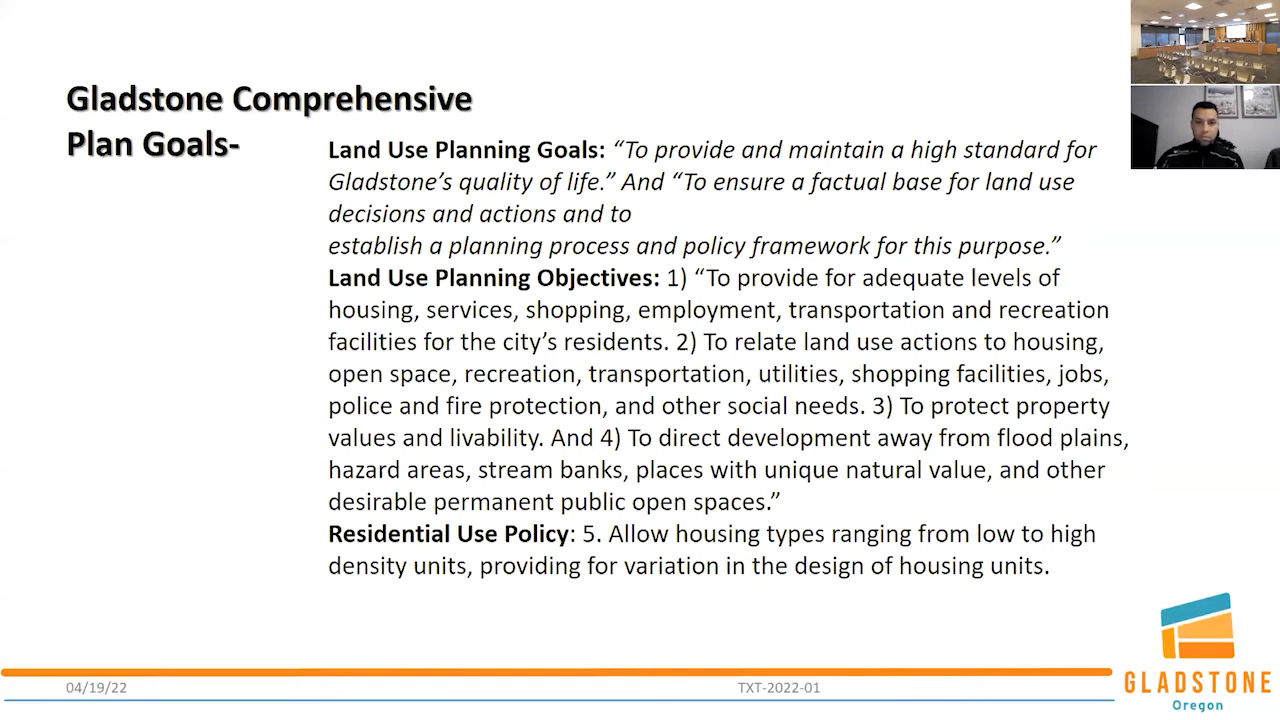 Gladstone Comprehensive
Plan Goals-
Land Use Planning Goals: “To provide and maintain a high standard for
Gladstone’s quality of life.” And “To ensure a factual base for land use
decisions and actions and to
establish a planning process and policy framework for this purpose.”
Land Use Planning Objectives: 1) “To provide for adequate levels of
housing, services, shopping, employment, transportation and recreation
facilities for the city’s residents. 2) To relate land use actions to housing,
open space, recreation, transportation, utilities, shopping facilities, jobs,
police and fire protection, and other social needs. 3) To protect property
values and livability. And 4) To direct development away from flood plains,
hazard areas, stream banks, places with unique natural value, and other
desirable permanent public open spaces.”
Residential Use Policy: 5. Allow housing types ranging from low to high
density units, providing for variation in the design of housing units.
04/19/22
TXT-2022-01
GLADSTONE
Oregon